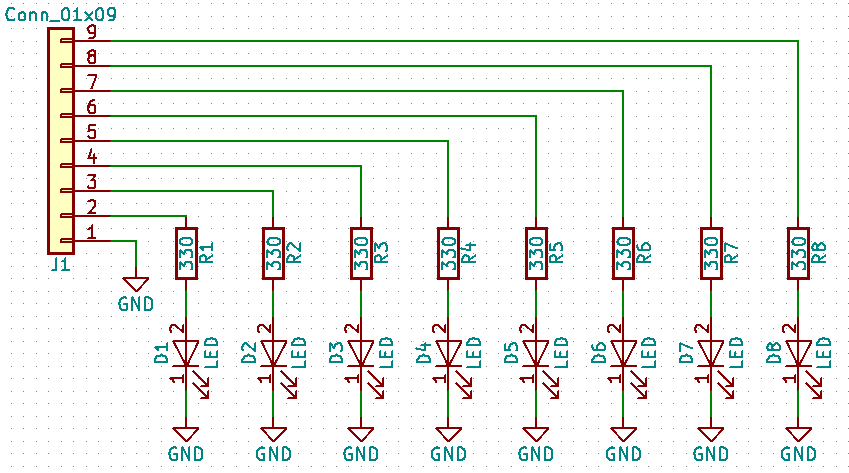 Conn_01x09
9
8
7
6
5
4
3
2
1
J1
GND
330 R1
330 R2
330 R3
330 R4
330 R5
330 R6
330 R7
330 R8
D1 2 1 LED
D2 2 1 LED
D3 2 1 LED
D4 2 1 LED
D5 2 1 LED
D6 2 1 LED
D7 2 1 LED
D8 2 1 LED
GND GND GND GND GND GND GND GND